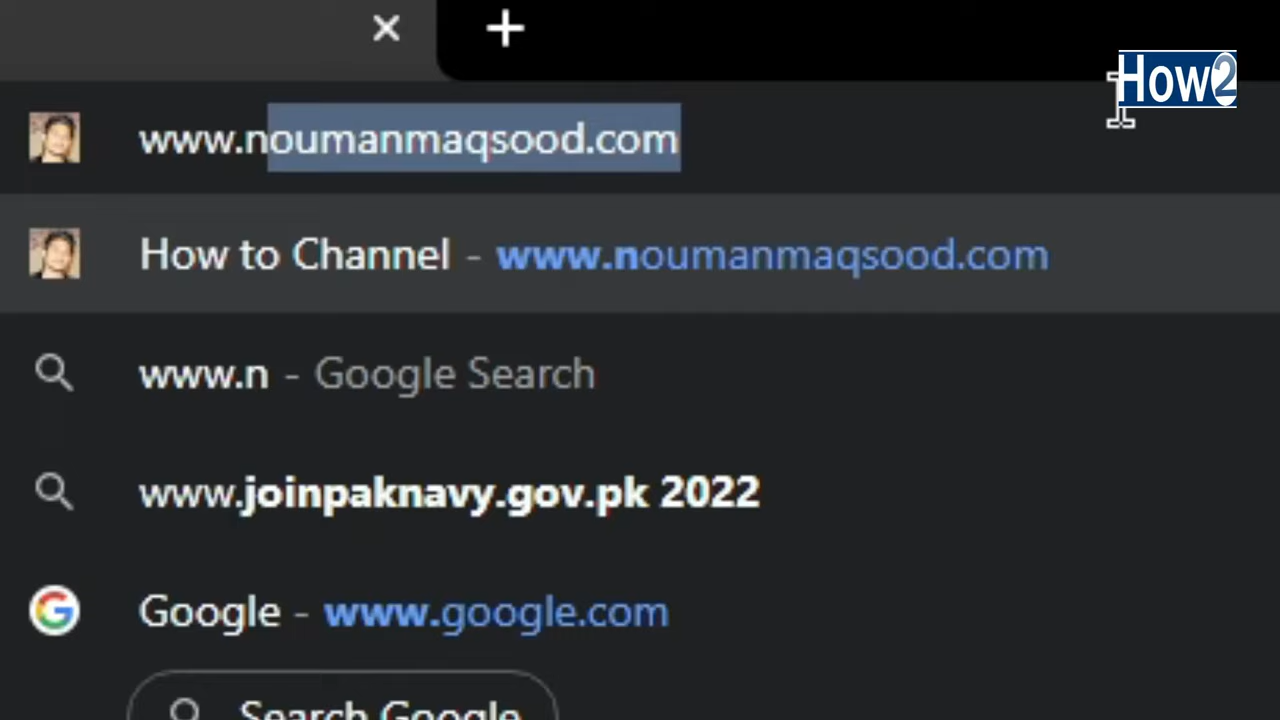 How2
www.noumanmaqsood.com
How to Channel - www.noumanmaqsood.com
www.n - Google Search
www.joinpaknavy.gov.pk 2022
Google - www.google.com
Search Google